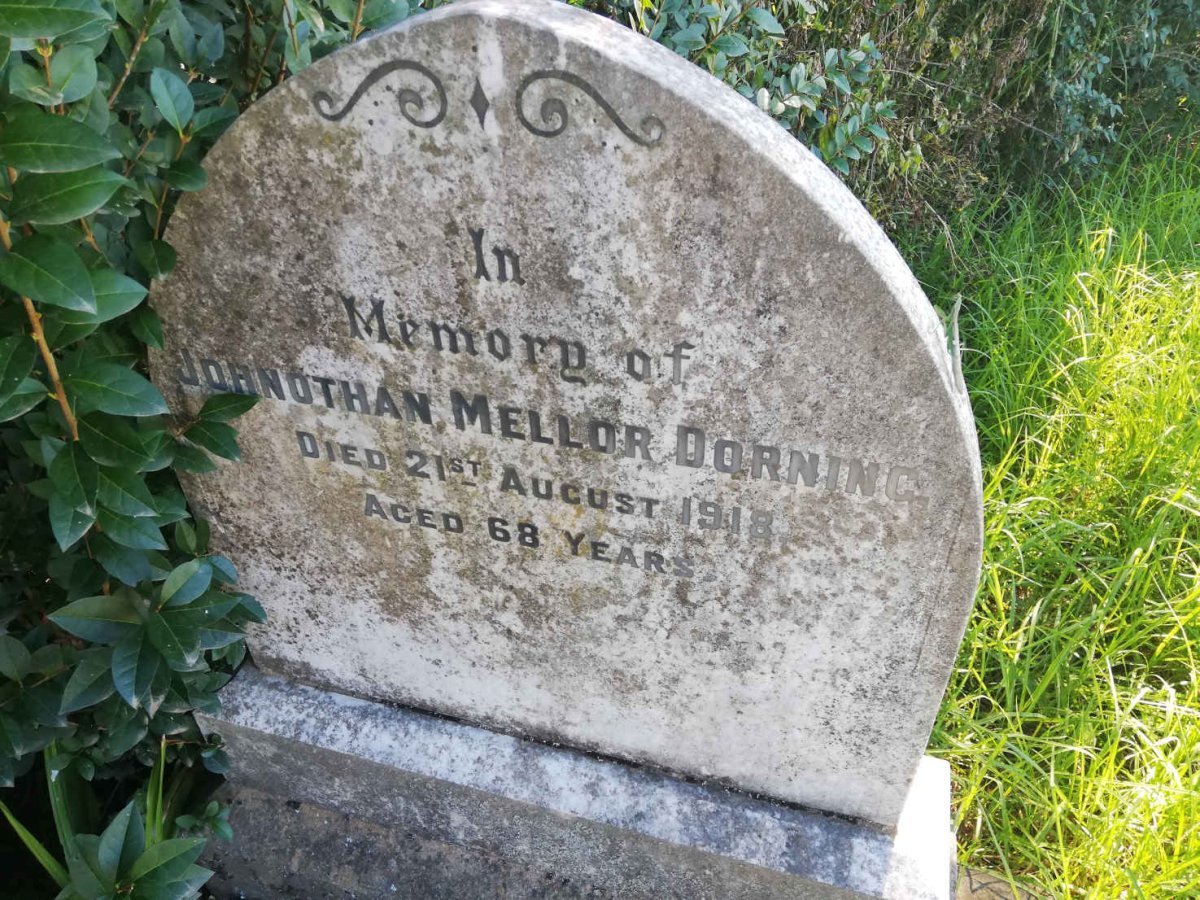 In
Memory of
JOHNOTHAN MELLOR DORNING,
DIED 21ST AUGUST 1918,
AGED 68 YEARS.